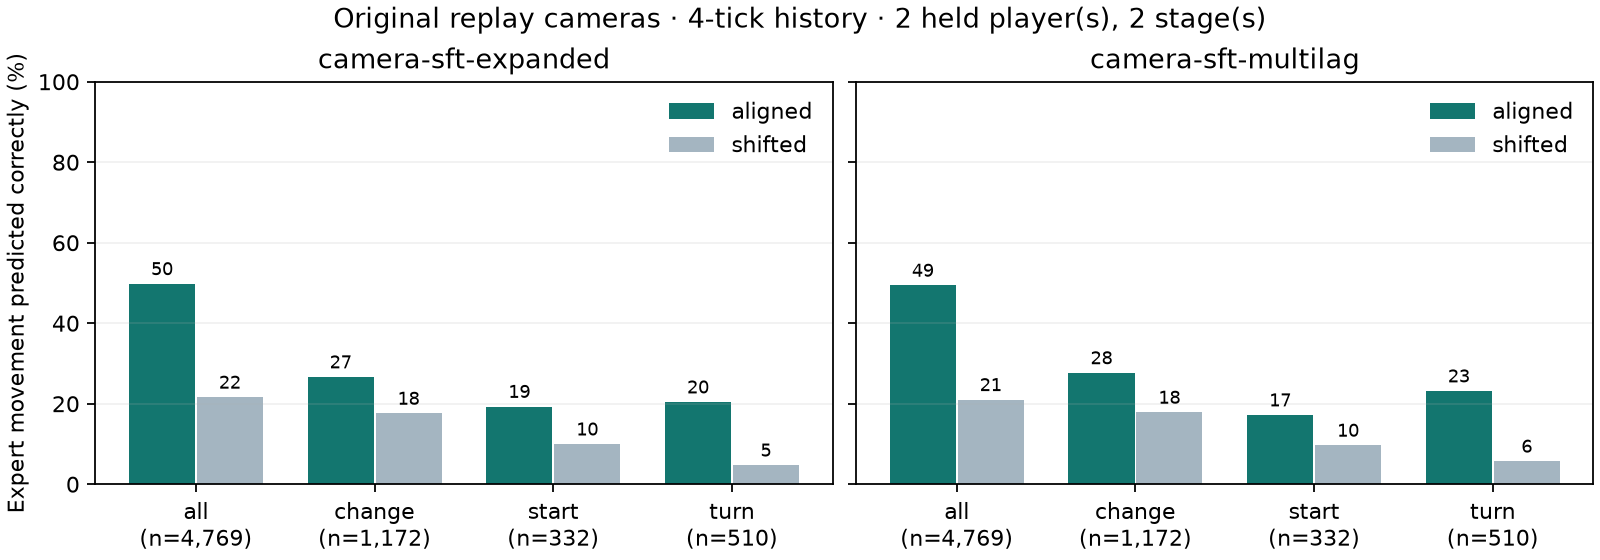 Original replay cameras · 4-tick history · 2 held player(s), 2 stage(s)
camera-sft-expanded
Expert movement predicted correctly (%)
100
80
60
40
20
0
aligned
shifted
50
22
27
18
19
10
20
5
all
(n=4,769)
change
(n=1,172)
start
(n=332)
turn
(n=510)
camera-sft-multilag
aligned
shifted
49
21
28
18
17
10
23
6
all
(n=4,769)
change
(n=1,172)
start
(n=332)
turn
(n=510)